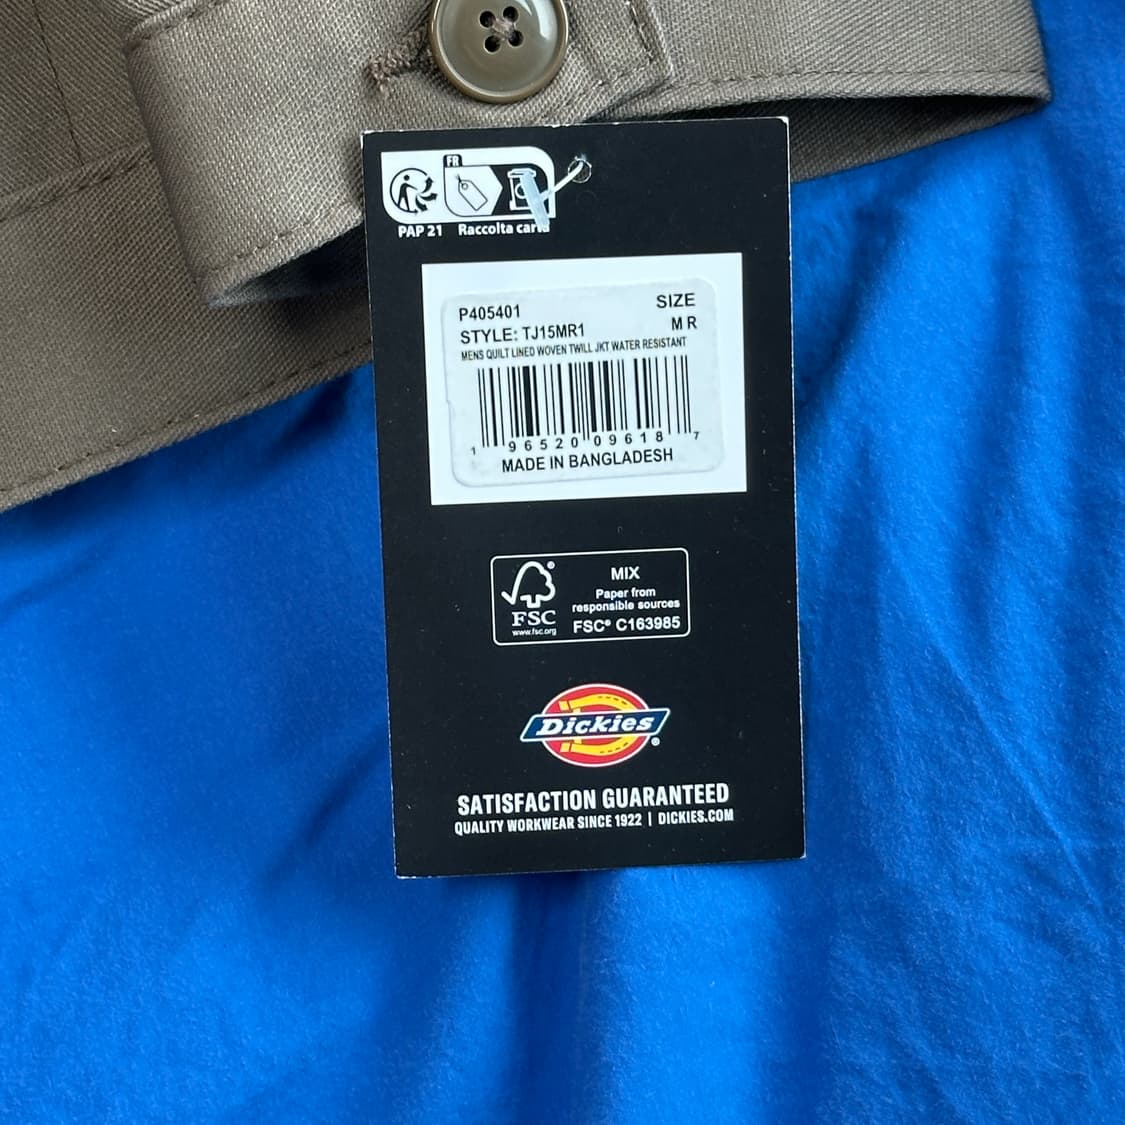 FR
PAP 21 Raccolta carta
P405401 SIZE
STYLE: TJ15MR1 M R
MENS QUILT LINED WOVEN TWILL JKT WATER RESISTANT
1 96520 09618 7
MADE IN BANGLADESH
FSC®
www.fsc.org
MIX
Paper from
responsible sources
FSC® C163985
Dickies®
SATISFACTION GUARANTEED
QUALITY WORKWEAR SINCE 1922 | DICKIES.COM